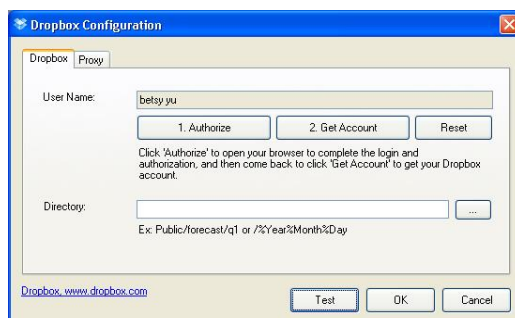 Dropbox Configuration
Dropbox Proxy
User Name: betsy yu
1. Authorize 2. Get Account Reset
Click 'Authorize' to open your browser to complete the login and
authorization, and then come back to click 'Get Account' to get your Dropbox
account.
Directory: ...
Ex: Public/forecast/q1 or /%Year%Month%Day
Dropbox, www.dropbox.com Test OK Cancel